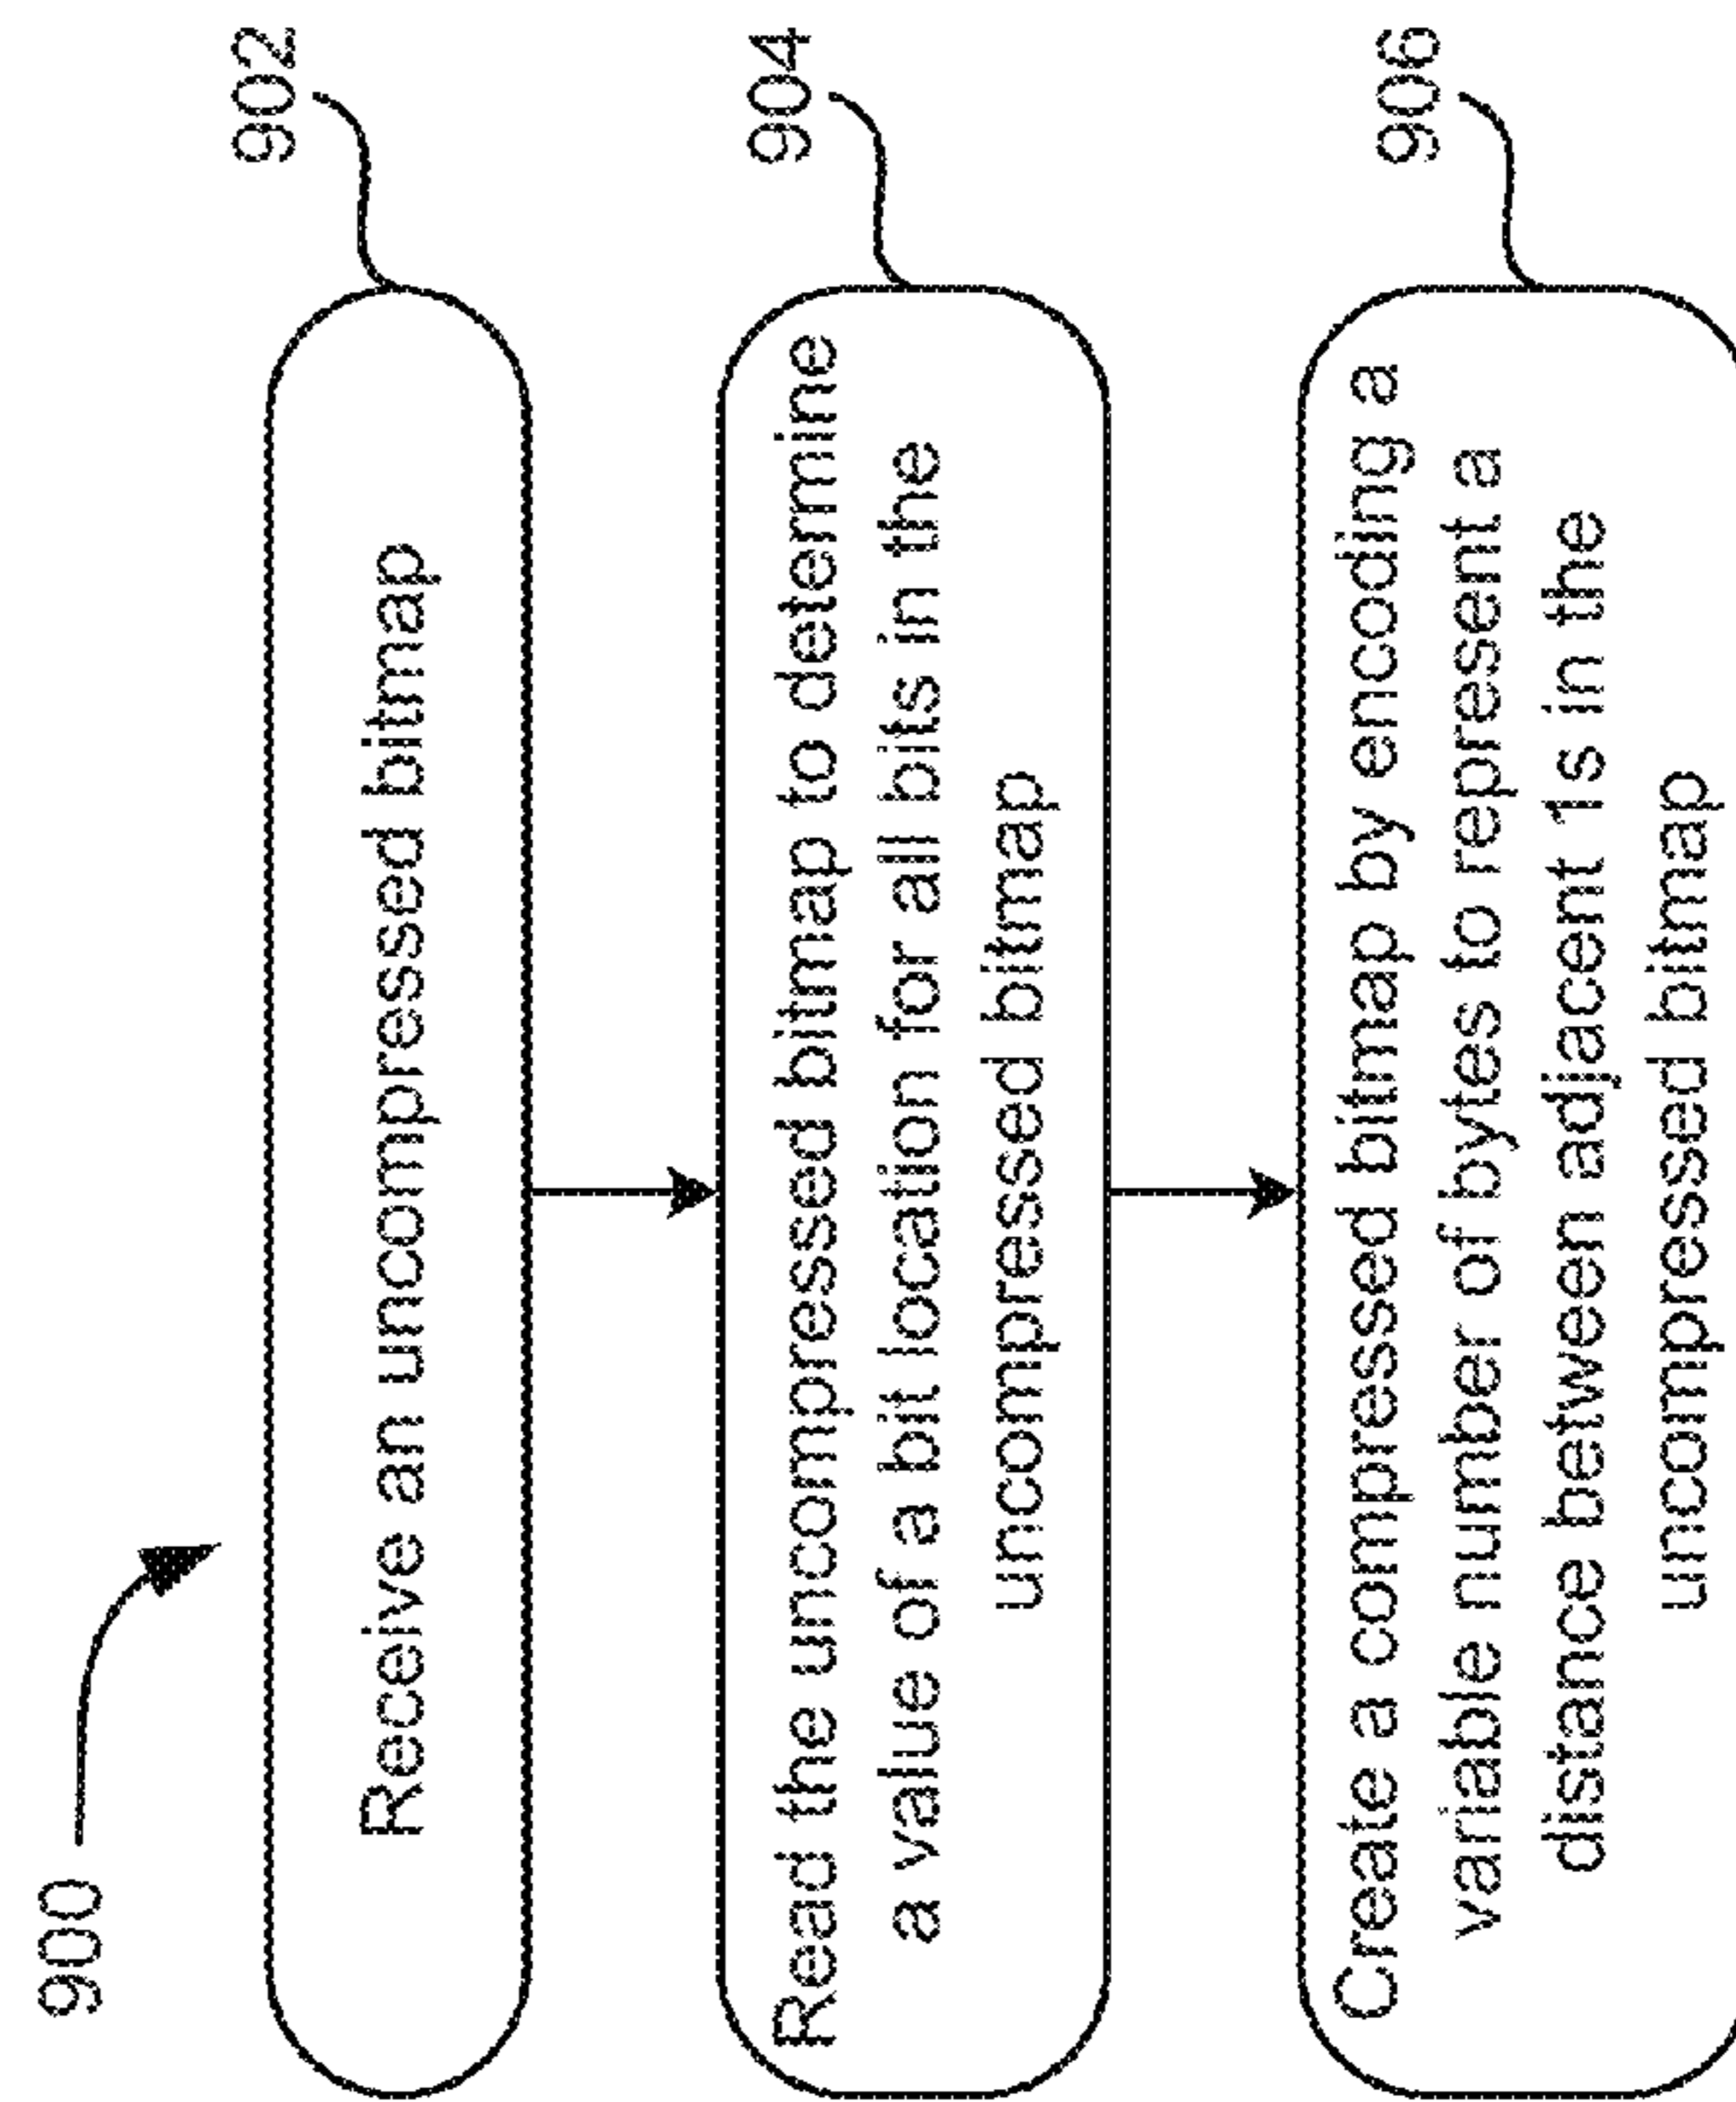 900
902
Receive an uncompressed bitmap
904
Read the uncompressed bitmap to determine
a value of a bit location for all bits in the
uncompressed bitmap
906
Create a compressed bitmap by encoding a
variable number of bytes to represent a
distance between adjacent 1s in the
uncompressed bitmap